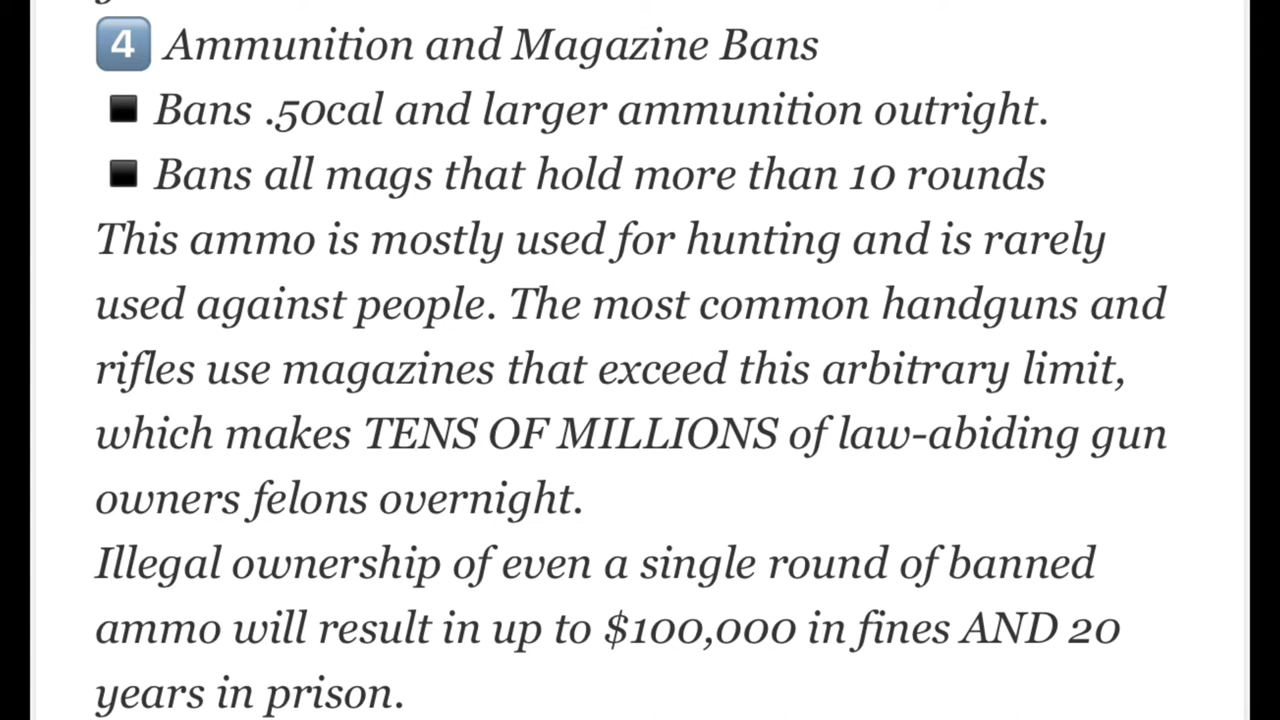 4 Ammunition and Magazine Bans
▪ Bans .50cal and larger ammunition outright.
▪ Bans all mags that hold more than 10 rounds
This ammo is mostly used for hunting and is rarely
used against people. The most common handguns and
rifles use magazines that exceed this arbitrary limit,
which makes TENS OF MILLIONS of law-abiding gun
owners felons overnight.
Illegal ownership of even a single round of banned
ammo will result in up to $100,000 in fines AND 20
years in prison.